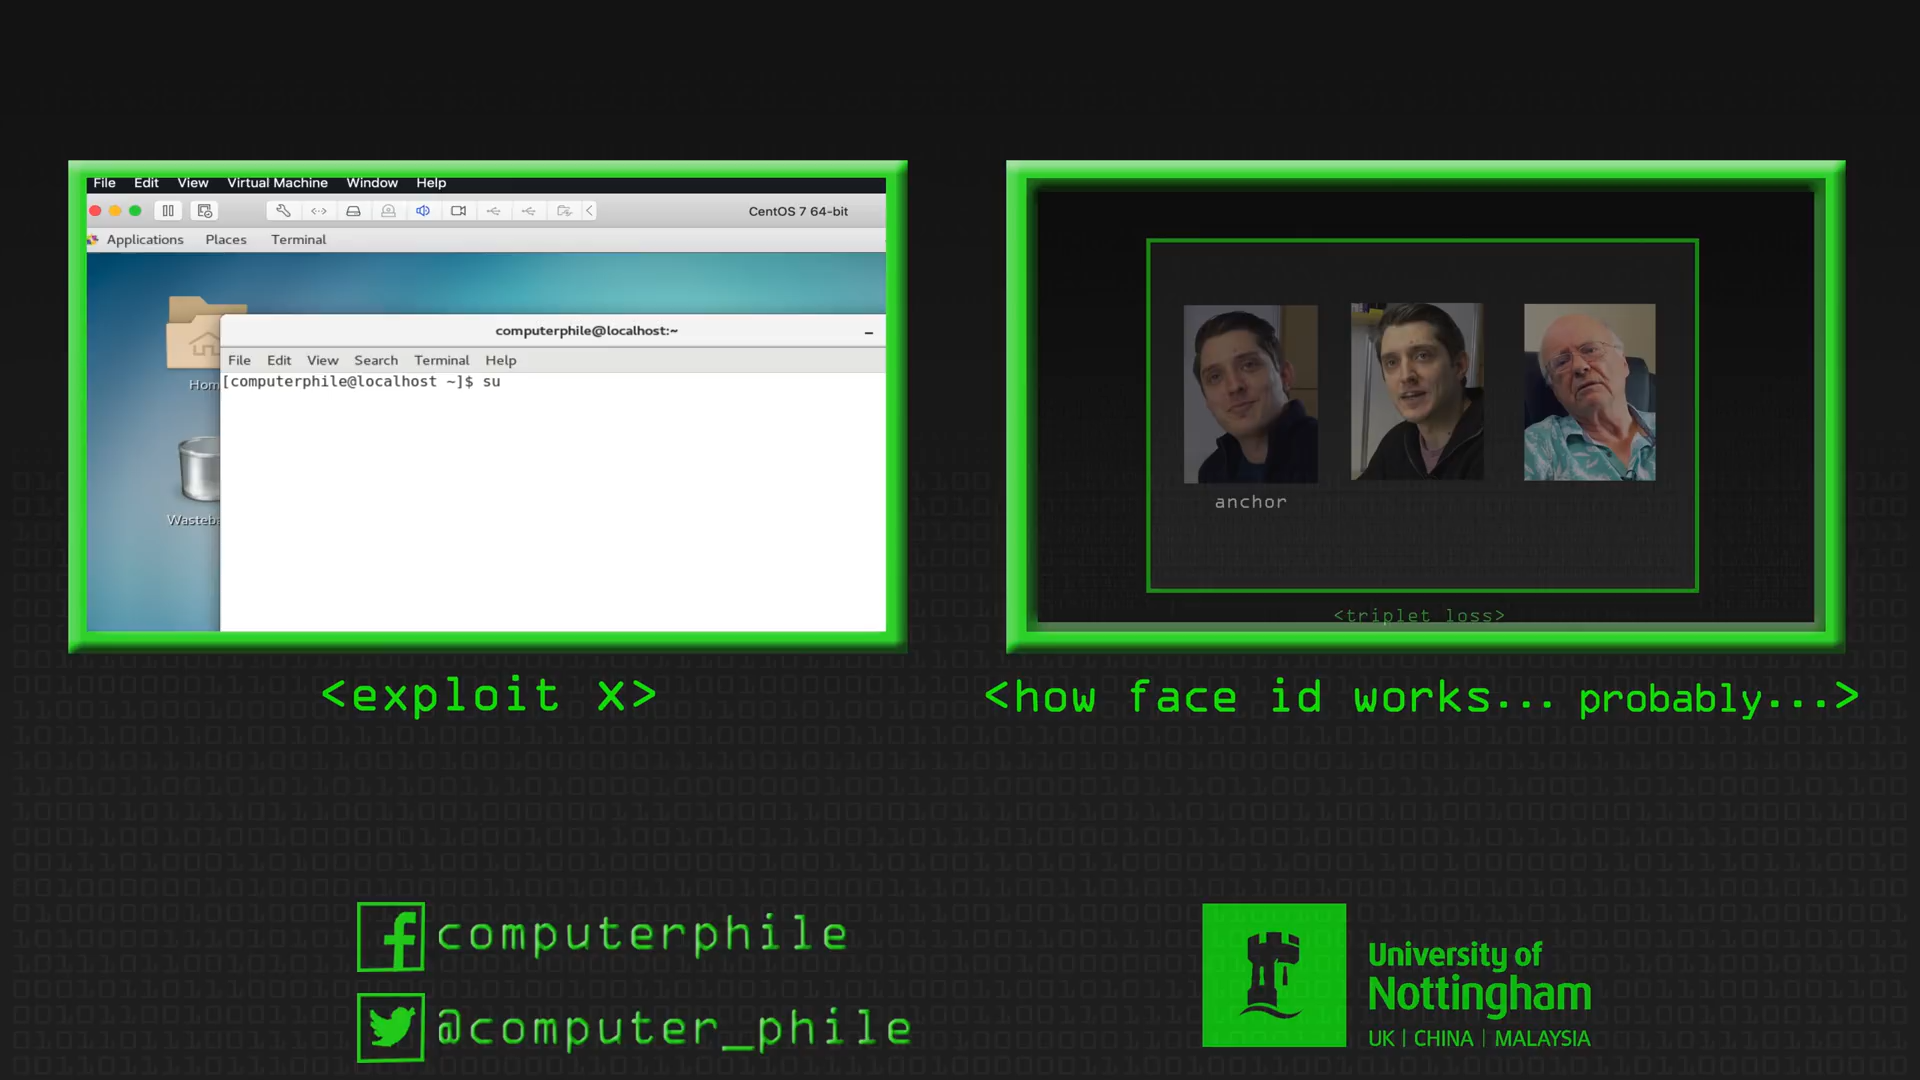 File Edit View Virtual Machine Window Help
CentOS 7 64-bit
Applications Places Terminal
computerphile@localhost:~
File Edit View Search Terminal Help
[computerphile@localhost ~]$ su
Hom
Wasteba
anchor
<triplet loss>
<exploit X>
<how face id works... probably...>
computerphile
@computer_phile
University of
Nottingham
UK | CHINA | MALAYSIA